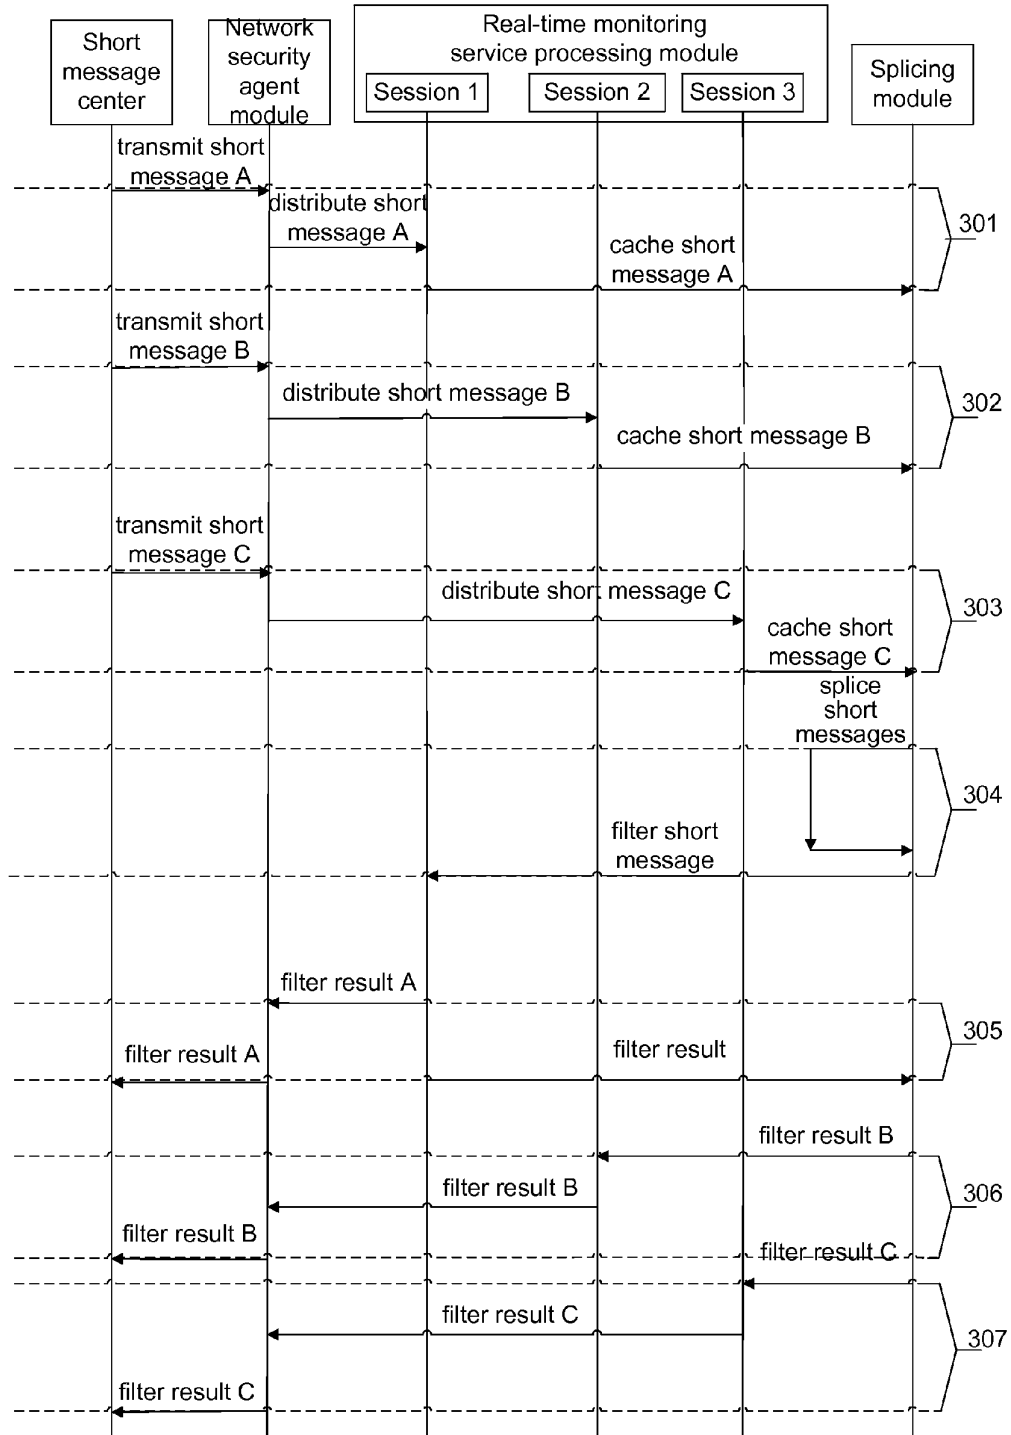 Short
message
center
Network
security
agent
module
Real-time monitoring
service processing module
Session 1
Session 2
Session 3
Splicing
module
transmit short
message A
distribute short
message A
cache short
message A
301
transmit short
message B
distribute short message B
cache short message B
302
transmit short
message C
distribute short message C
cache short
message C
303
splice
short
messages
filter short
message
304
filter result A
filter result A
filter result
305
filter result B
filter result B
filter result B
306
filter result C
filter result C
filter result C
307